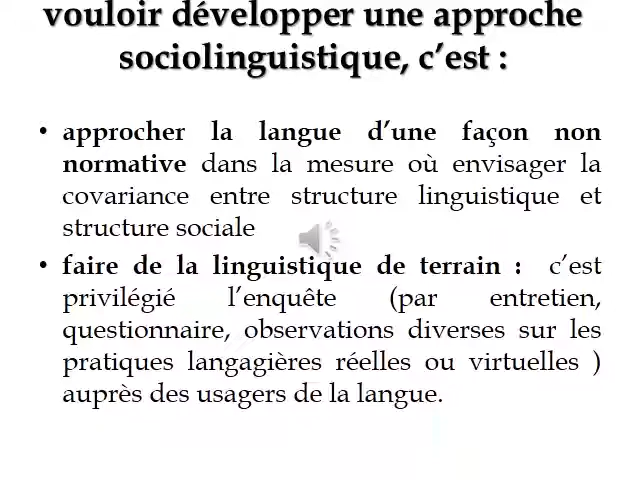 vouloir développer une approche
sociolinguistique, c’est :
• approcher la langue d’une façon non
normative dans la mesure où envisager la
covariance entre structure linguistique et
structure sociale
• faire de la linguistique de terrain : c’est
privilégié l’enquête (par entretien,
questionnaire, observations diverses sur les
pratiques langagières réelles ou virtuelles )
auprès des usagers de la langue.